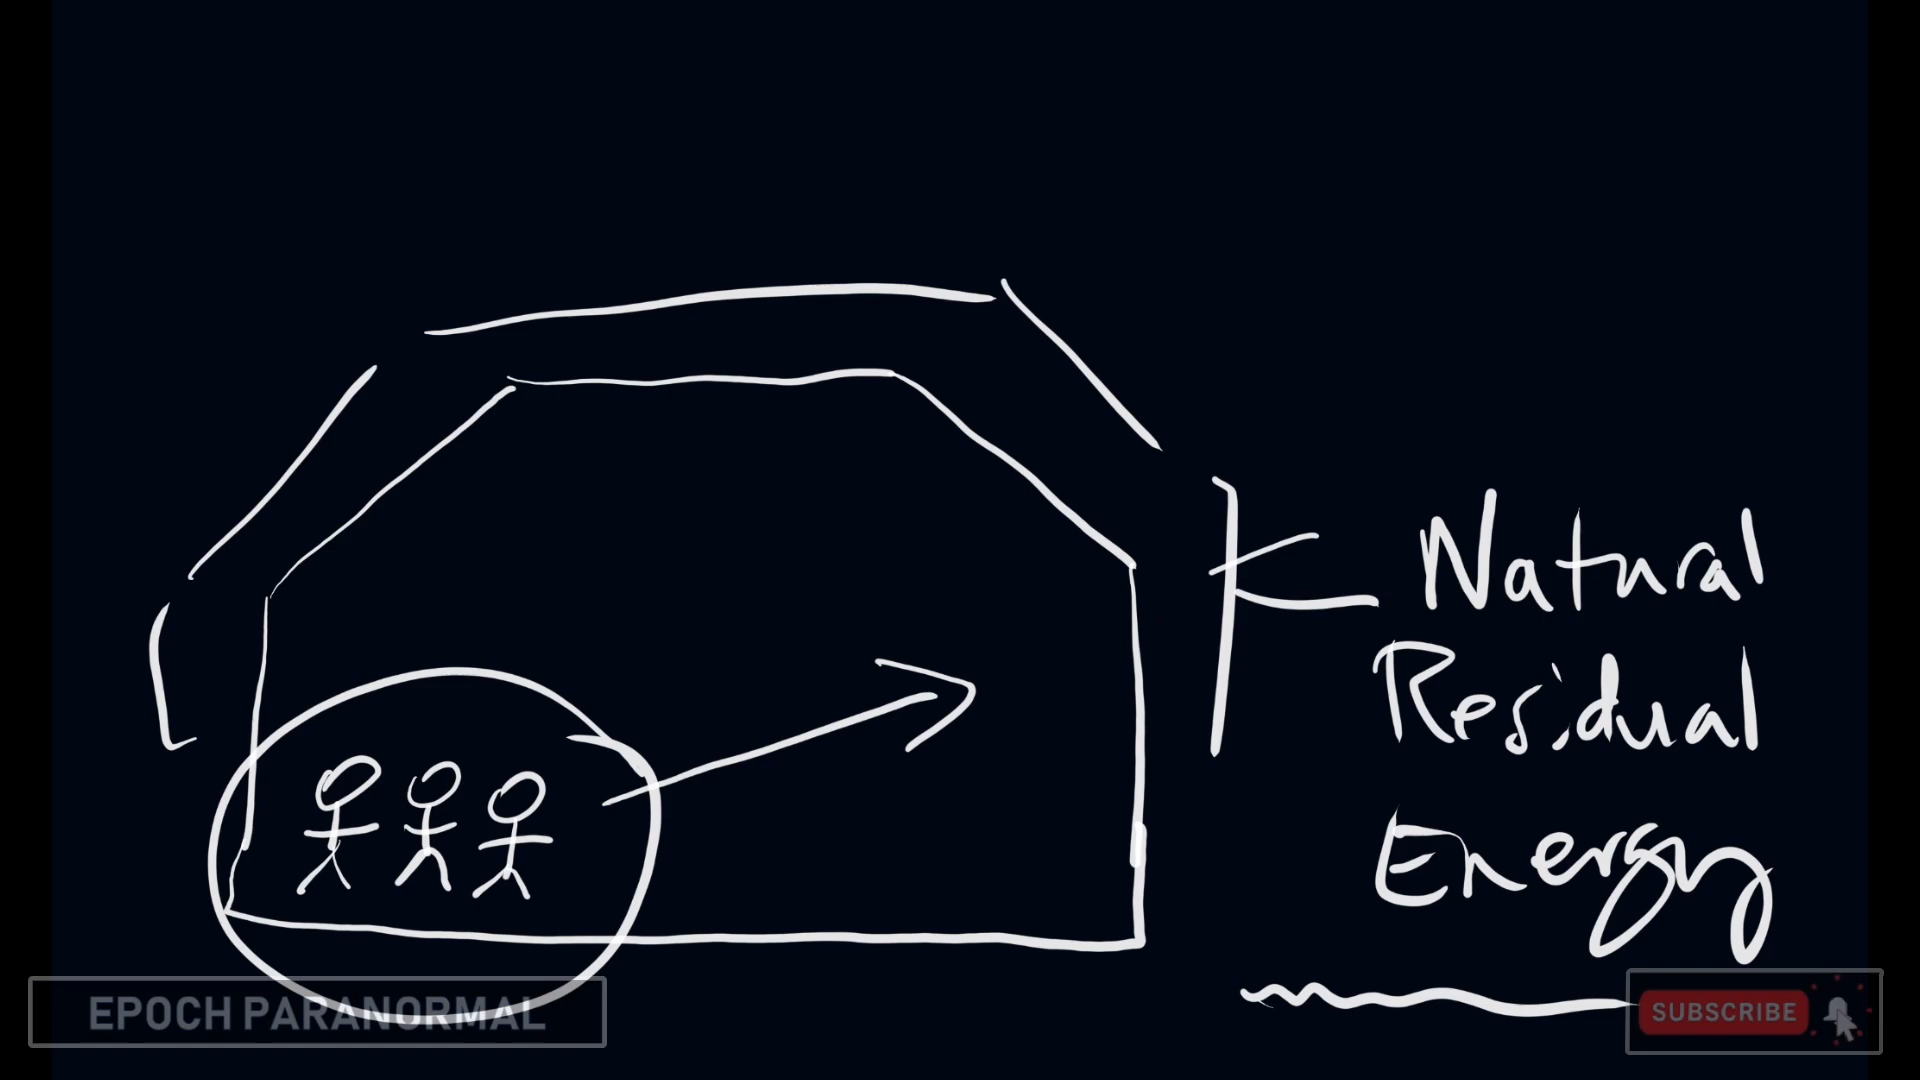 Natural
Residual
Energy
EPOCH PARANORMAL
SUBSCRIBE